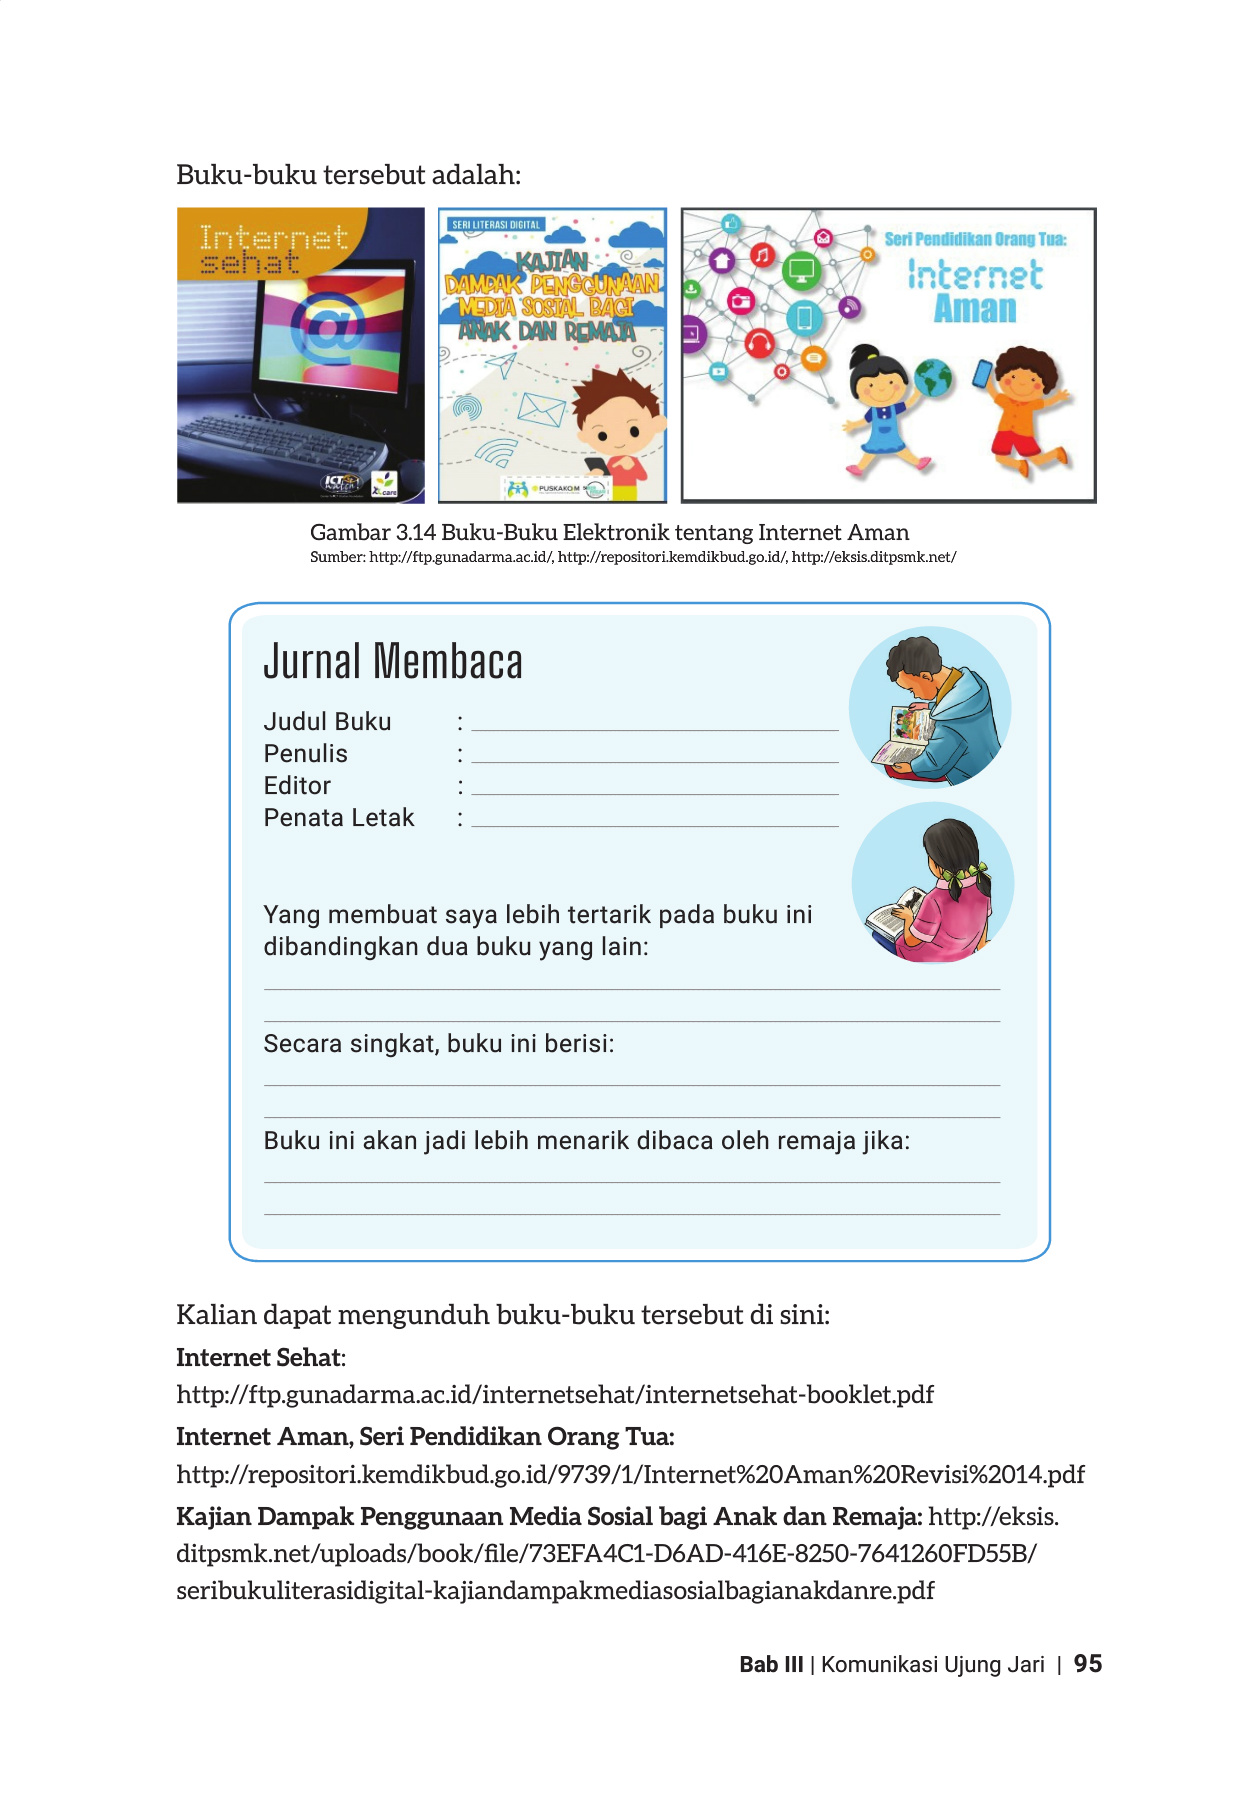 Buku-buku tersebut adalah:
Internet
sehat
ICT
watch
care
SERI LITERASI DIGITAL
KAJIAN
DAMPAK PENGGUNAAN
MEDIA SOSIAL BAGI
ANAK DAN REMAJA
PUSKAKOM
Seri Pendidikan Orang Tua:
Internet
Aman
Gambar 3.14 Buku-Buku Elektronik tentang Internet Aman
Sumber: http://ftp.gunadarma.ac.id/, http://repositori.kemdikbud.go.id/, http://eksis.ditpsmk.net/
Jurnal Membaca
Judul Buku :
Penulis :
Editor :
Penata Letak :
Yang membuat saya lebih tertarik pada buku ini
dibandingkan dua buku yang lain:
Secara singkat, buku ini berisi:
Buku ini akan jadi lebih menarik dibaca oleh remaja jika:
Kalian dapat mengunduh buku-buku tersebut di sini:
Internet Sehat:
http://ftp.gunadarma.ac.id/internetsehat/internetsehat-booklet.pdf
Internet Aman, Seri Pendidikan Orang Tua:
http://repositori.kemdikbud.go.id/9739/1/Internet%20Aman%20Revisi%2014.pdf
Kajian Dampak Penggunaan Media Sosial bagi Anak dan Remaja: http://eksis.
ditpsmk.net/uploads/book/file/73EFA4C1-D6AD-416E-8250-7641260FD55B/
seribukuliterasidigital-kajiandampakmediasosialbagianakdanre.pdf
Bab III | Komunikasi Ujung Jari | 95